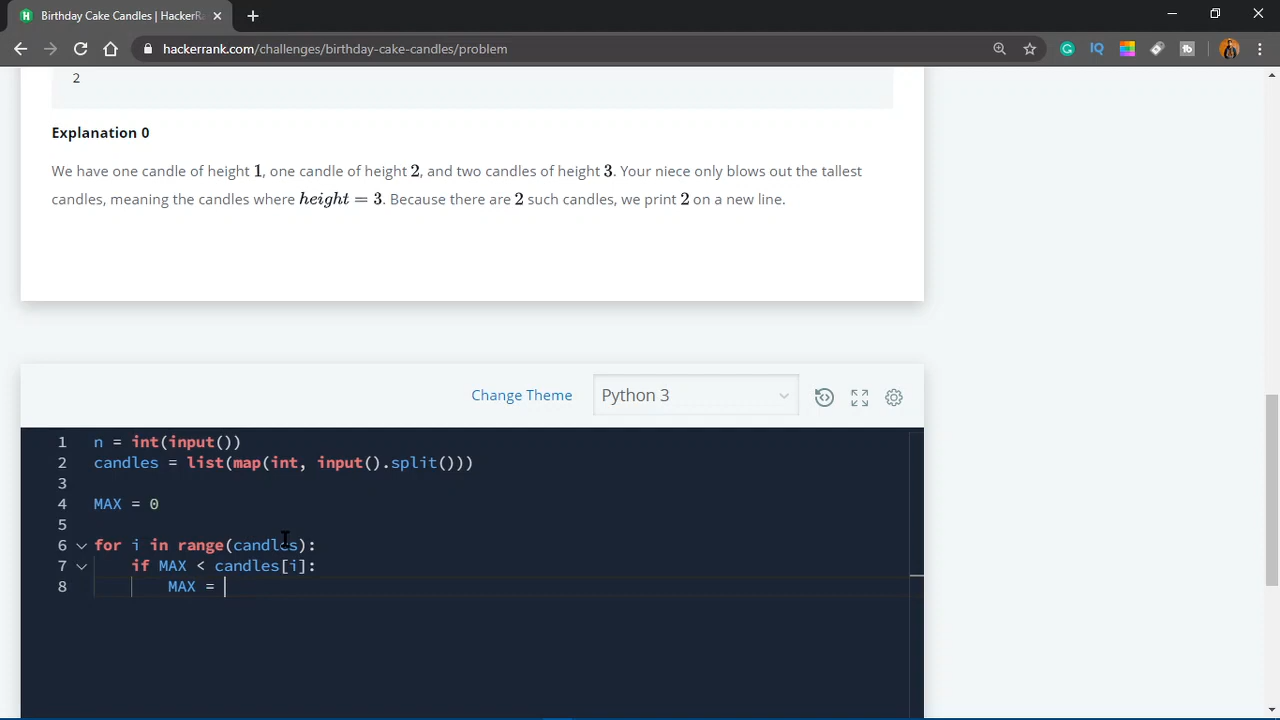 Birthday Cake Candles | HackerR
hackerrank.com/challenges/birthday-cake-candles/problem
2
Explanation 0
We have one candle of height 1, one candle of height 2, and two candles of height 3. Your niece only blows out the tallest
candles, meaning the candles where height = 3. Because there are 2 such candles, we print 2 on a new line.
Change Theme
Python 3
1 n = int(input())
2 candles = list(map(int, input().split()))
3
4 MAX = 0
5
6 for i in range(candles):
7 if MAX < candles[i]:
8 MAX =